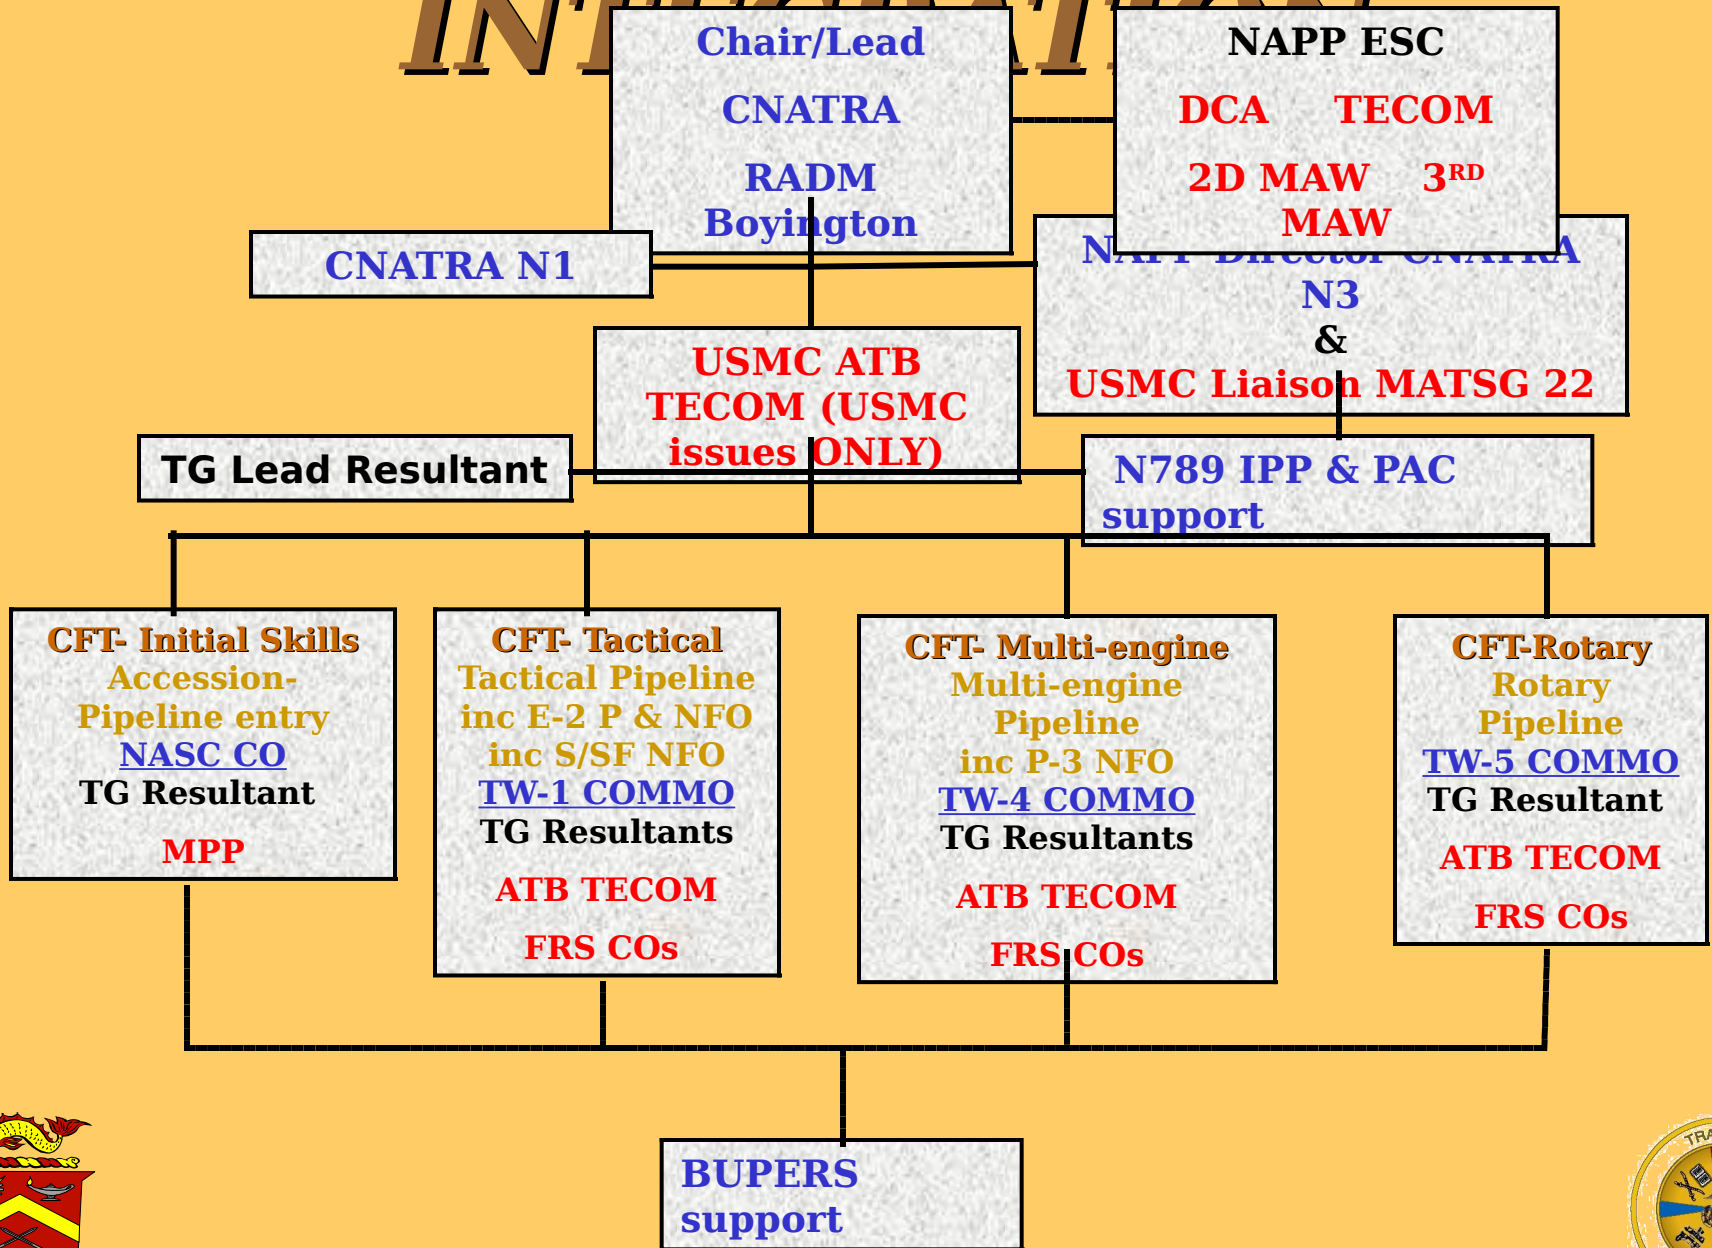 Chair/Lead
CNATRA
RADM
Boyington
NAPP ESC
DCA TECOM
2D MAW 3RD
MAW
CNATRA N1
NAPP Director CNATRA
N3
&
USMC Liaison MATSG 22
USMC ATB
TECOM (USMC
issues ONLY)
TG Lead Resultant
N789 IPP & PAC
support
CFT- Initial Skills
Accession-
Pipeline entry
NASC CO
TG Resultant
MPP
CFT- Tactical
Tactical Pipeline
inc E-2 P & NFO
inc S/SF NFO
TW-1 COMMO
TG Resultants
ATB TECOM
FRS COs
CFT- Multi-engine
Multi-engine
Pipeline
inc P-3 NFO
TW-4 COMMO
TG Resultants
ATB TECOM
FRS COs
CFT-Rotary
Rotary
Pipeline
TW-5 COMMO
TG Resultant
ATB TECOM
FRS COs
BUPERS
support
TRA